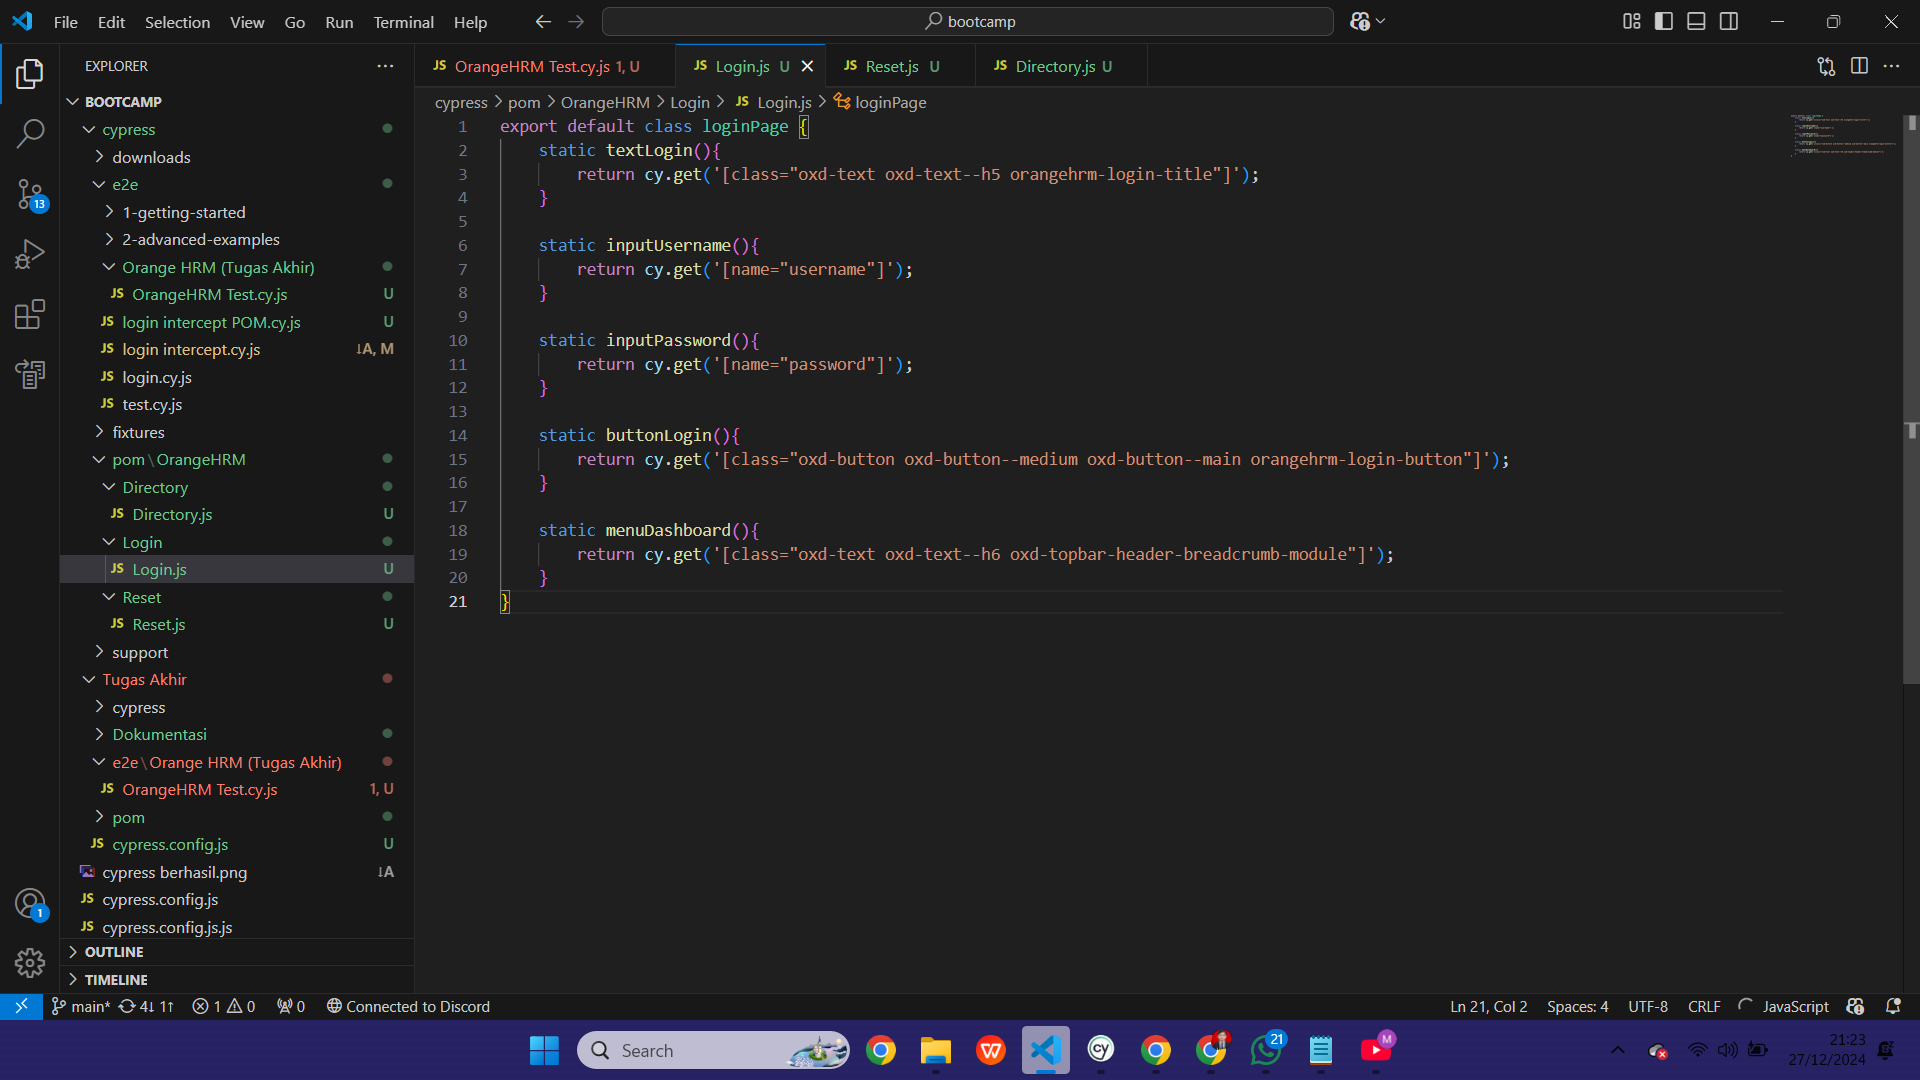 File Edit Selection View Go Run Terminal Help
bootcamp
EXPLORER
BOOTCAMP
cypress
downloads
e2e
1-getting-started
2-advanced-examples
Orange HRM (Tugas Akhir)
JS OrangeHRM Test.cy.js U
JS login intercept POM.cy.js U
JS login intercept.cy.js ↓A, M
JS login.cy.js
JS test.cy.js
fixtures
pom\OrangeHRM
Directory
JS Directory.js U
Login
JS Login.js U
Reset
JS Reset.js U
support
Tugas Akhir
cypress
Dokumentasi
e2e\Orange HRM (Tugas Akhir)
JS OrangeHRM Test.cy.js 1, U
pom
JS cypress.config.js U
cypress berhasil.png ↓A
JS cypress.config.js
JS cypress.config.js.js
OUTLINE
TIMELINE
13
1
JS OrangeHRM Test.cy.js 1, U JS Login.js U JS Reset.js U JS Directory.js U
cypress > pom > OrangeHRM > Login > JS Login.js > loginPage
1 export default class loginPage {
2 static textLogin(){
3 return cy.get('[class="oxd-text oxd-text--h5 orangehrm-login-title"]');
4 }
5
6 static inputUsername(){
7 return cy.get('[name="username"]');
8 }
9
10 static inputPassword(){
11 return cy.get('[name="password"]');
12 }
13
14 static buttonLogin(){
15 return cy.get('[class="oxd-button oxd-button--medium oxd-button--main orangehrm-login-button"]');
16 }
17
18 static menuDashboard(){
19 return cy.get('[class="oxd-text oxd-text--h6 oxd-topbar-header-breadcrumb-module"]');
20 }
21 }
main* 4↓ 1↑ 1 0 0 Connected to Discord
Ln 21, Col 2 Spaces: 4 UTF-8 CRLF JavaScript
Search
cy
21
M
21:23
27/12/2024